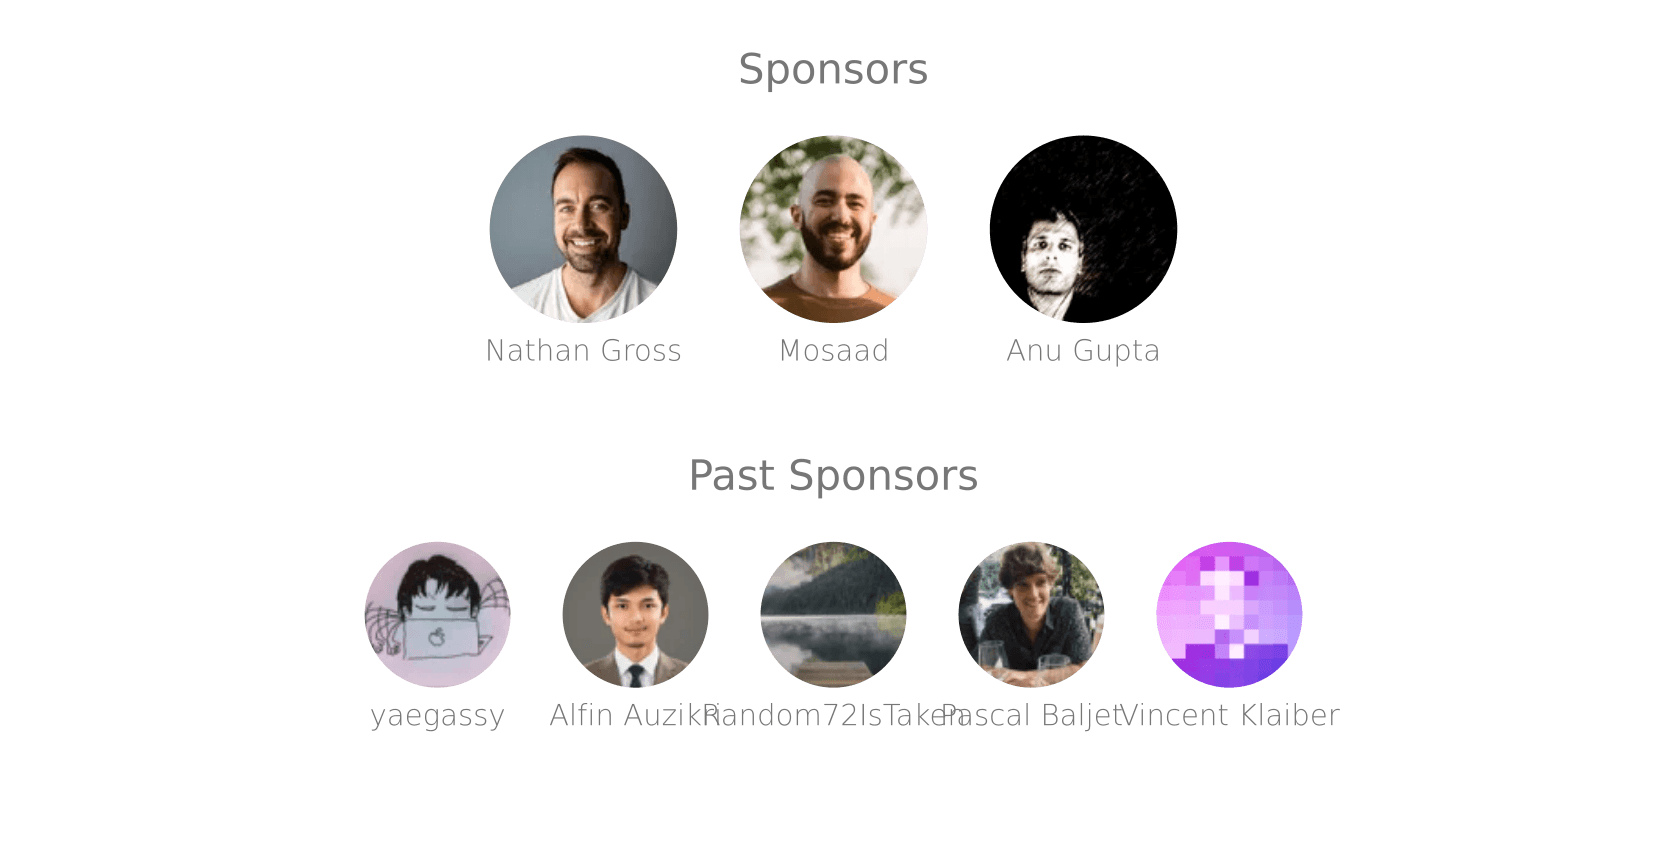 Sponsors
Nathan Gross Mosaad Anu Gupta
Past Sponsors
yaegassy Alfin Auzikri Random72IsTaken Pascal Baljet Vincent Klaiber